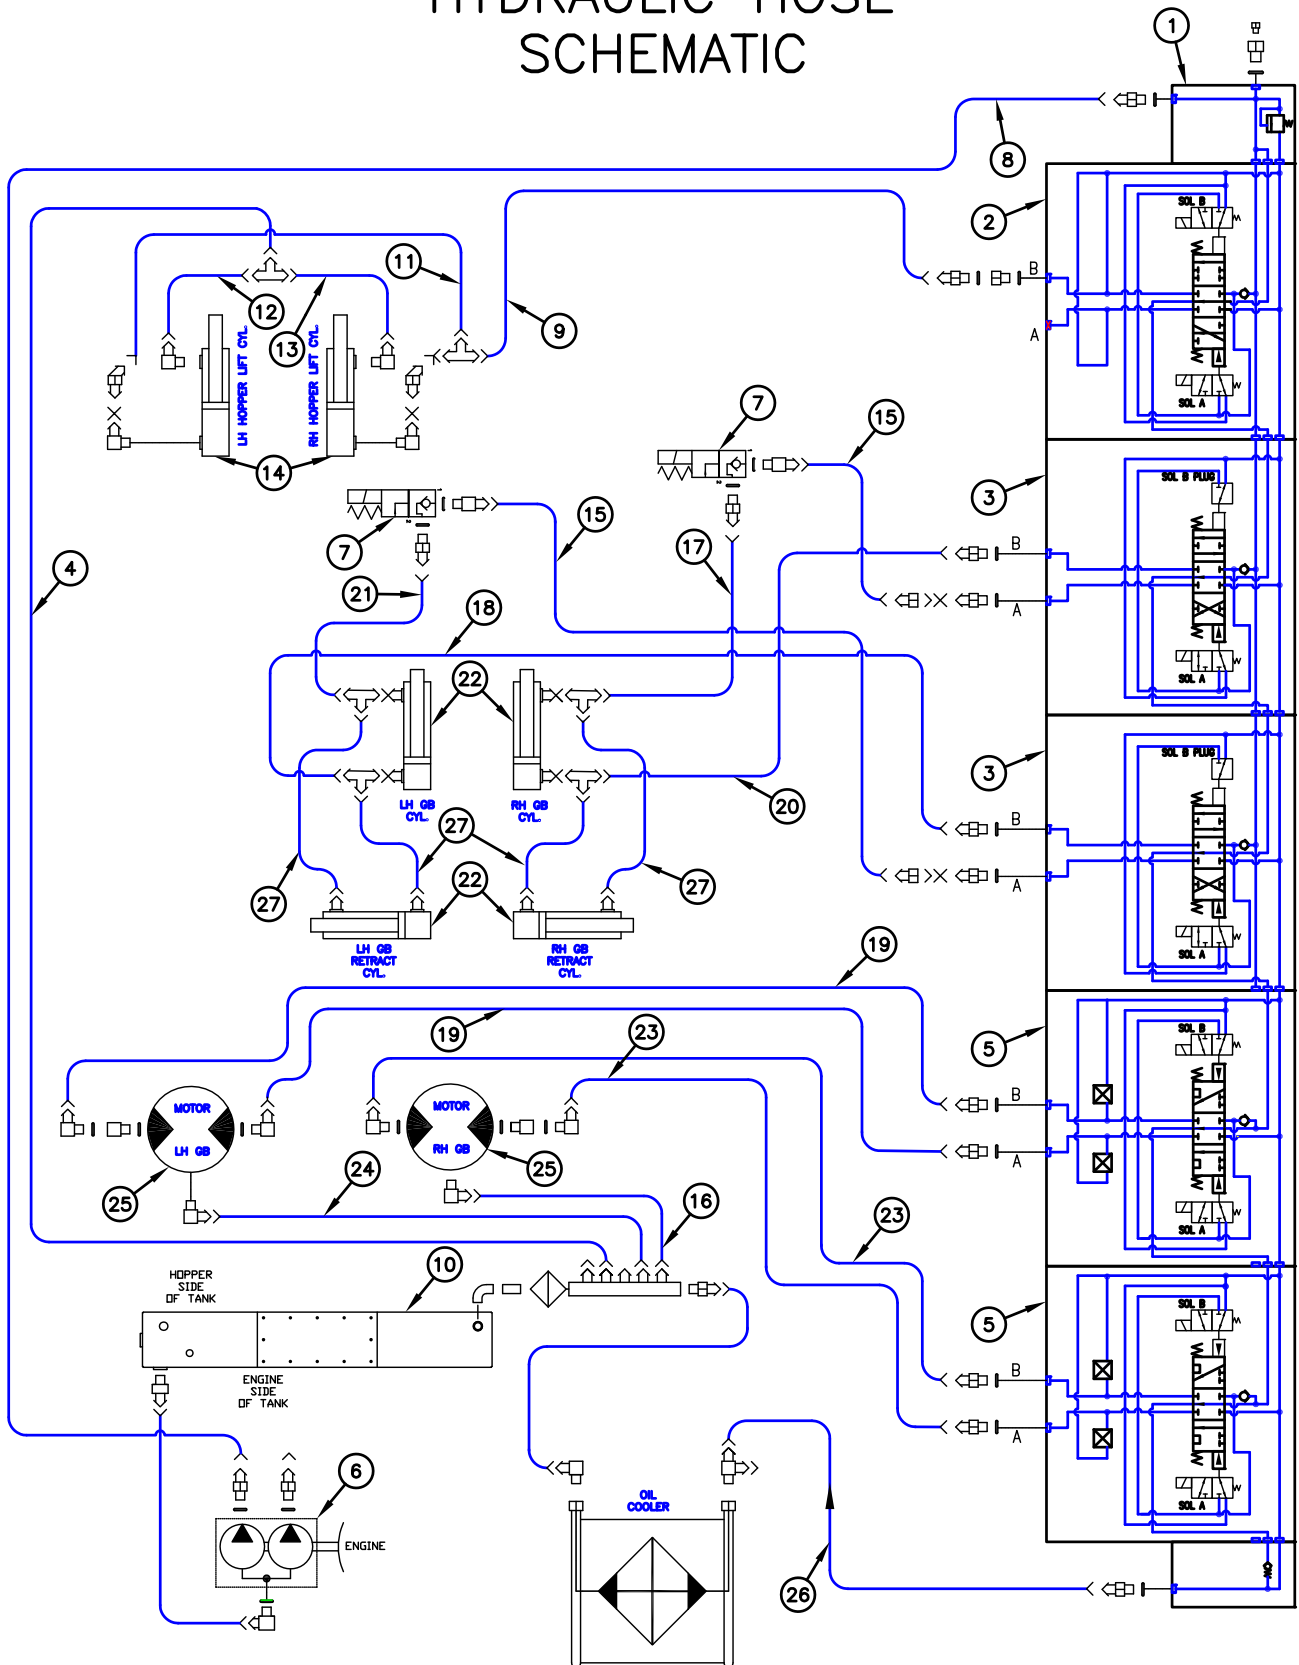 HYDRAULIC HOSE
SCHEMATIC
1
8
2
SOL B
B
A
SOL A
11
12
13
9
LH HOPPER LIFT CYL.
RH HOPPER LIFT CYL.
14
7
15
3
SOL B PLUG
B
A
SOL A
7
15
17
4
21
18
22
LH GB
CYL.
RH GB
CYL.
20
3
SOL B PLUG
B
A
SOL A
27
27
27
22
LH GB
RETRACT
CYL.
RH GB
RETRACT
CYL.
19
19
23
5
SOL B
B
A
SOL A
MOTOR
LH GB
MOTOR
RH GB
25
25
24
16
23
10
HOPPER
SIDE
OF TANK
ENGINE
SIDE
OF TANK
5
SOL B
B
A
SOL A
6
ENGINE
OIL
COOLER
26